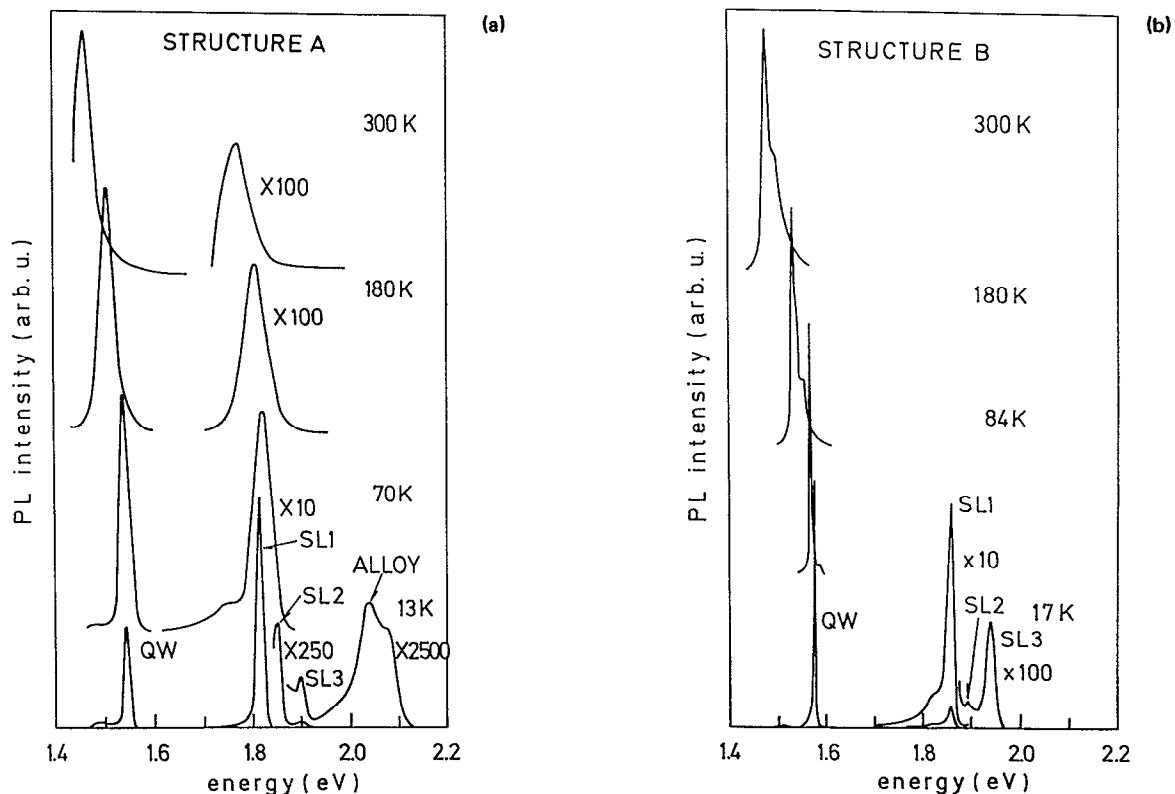 (a)
STRUCTURE A
300 K
X100
180 K
X100
70 K
X10
SL1
ALLOY
SL2
13 K
QW
X250
X2500
SL3
PL intensity (arb. u.)
1.4 1.6 1.8 2.0 2.2
energy (eV)
(b)
STRUCTURE B
300 K
180 K
84K
SL1
x10
SL2
17 K
QW
SL3
x100
PL intensity (arb. u.)
1.4 1.6 1.8 2.0 2.2
energy (eV)